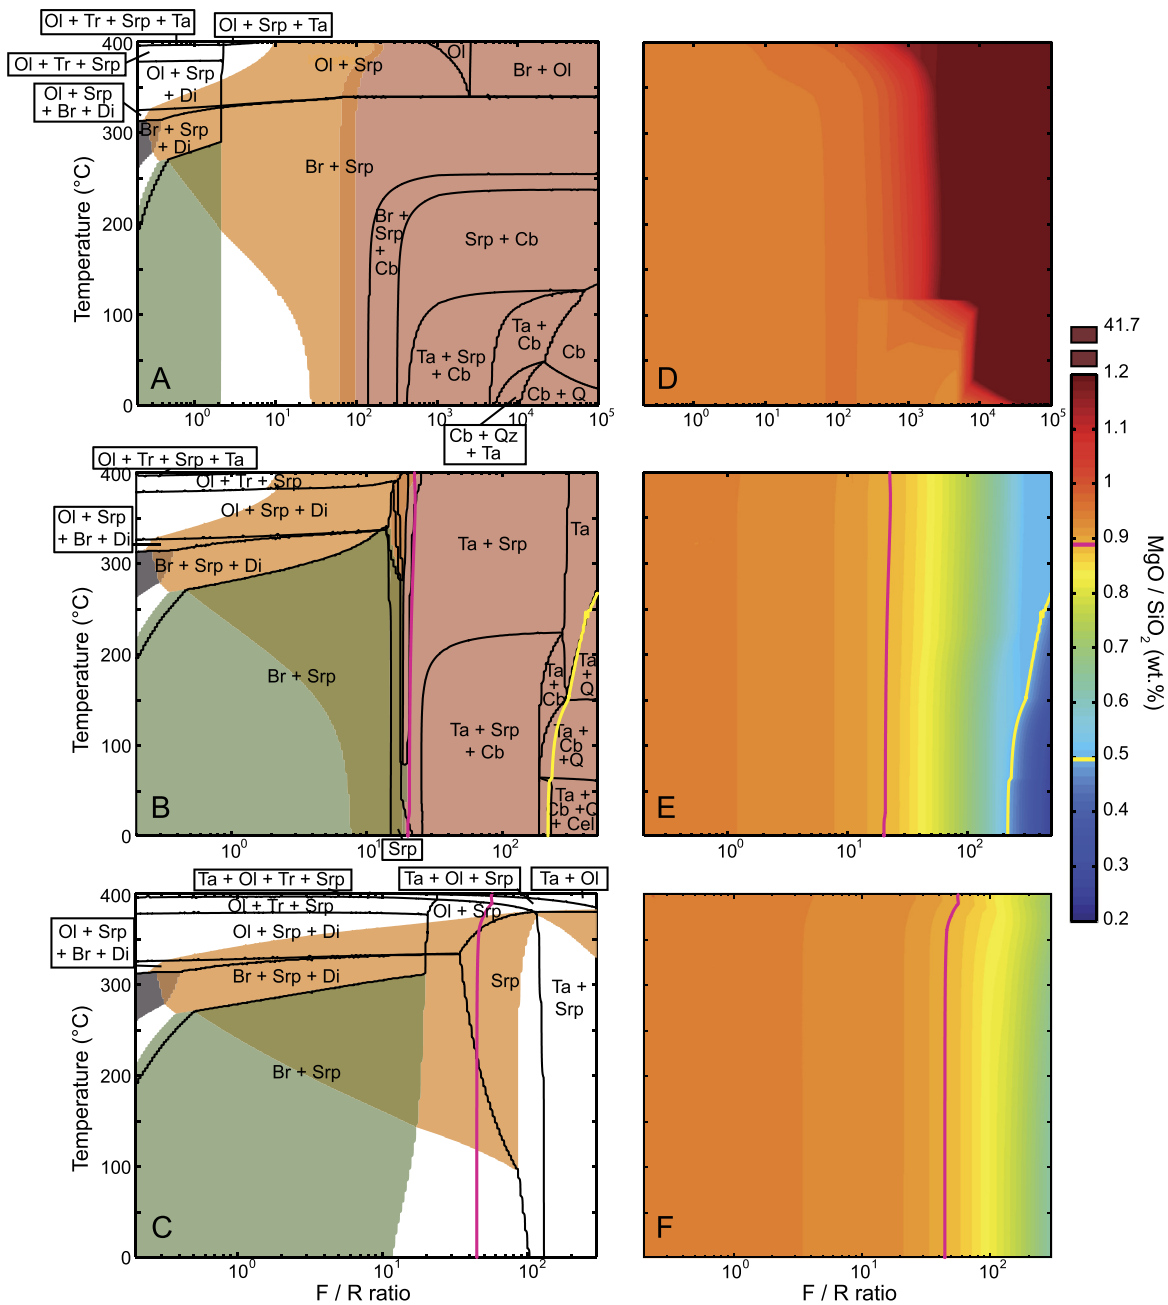 Ol + Tr + Srp + Ta
Ol + Srp + Ta
Ol + Tr + Srp
Ol + Srp
+ Br + Di
Ol + Srp
+ Di
Br + Srp
+ Di
Ol + Srp
Ol
Br + Ol
Br + Srp
Br +
Srp
+
Cb
Srp + Cb
Ta + Srp
+ Cb
Ta +
Cb
Cb
Cb + Q
Cb + Qz
+ Ta
A
Temperature (°C)
400
300
200
100
0
10^0
10^1
10^2
10^3
10^4
10^5
D
10^0
10^1
10^2
10^3
10^4
10^5
41.7
1.2
1.1
1
0.9
0.8
0.7
0.6
0.5
0.4
0.3
0.2
MgO / SiO2 (wt.%)
Ol + Tr + Srp + Ta
Ol + Tr + Srp
Ol + Srp + Di
Ol + Srp
+ Br + Di
Br + Srp + Di
Br + Srp
Ta + Srp
Ta
Ta + Srp
+ Cb
Ta
+
Cb
Ta
+
Q
Ta +
Cb
+Q
Ta +
Cb +Q
+ Cel
Srp
B
Temperature (°C)
400
300
200
100
0
10^0
10^1
10^2
E
10^0
10^1
10^2
Ta + Ol + Tr + Srp
Ta + Ol + Srp
Ta + Ol
Ol + Tr + Srp
Ol + Srp
Ol + Srp + Di
Ol + Srp
+ Br + Di
Br + Srp + Di
Srp
Ta +
Srp
Br + Srp
C
Temperature (°C)
400
300
200
100
0
10^0
10^1
10^2
F / R ratio
F
10^0
10^1
10^2
F / R ratio